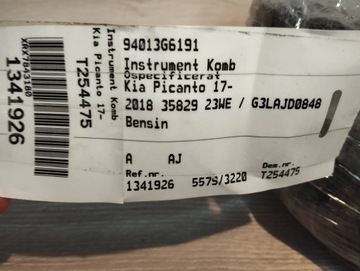 94013G6191
Instrument Komb
Ospecificerat
Kia Picanto 17-
2018 35829 23WE / G3LAJD0848
Bensin
A AJ
Ref.nr. Dem.nr.
1341926 557S/3220 T254475
Instrument Komb
Kia Picanto 17-
T254475
1341926